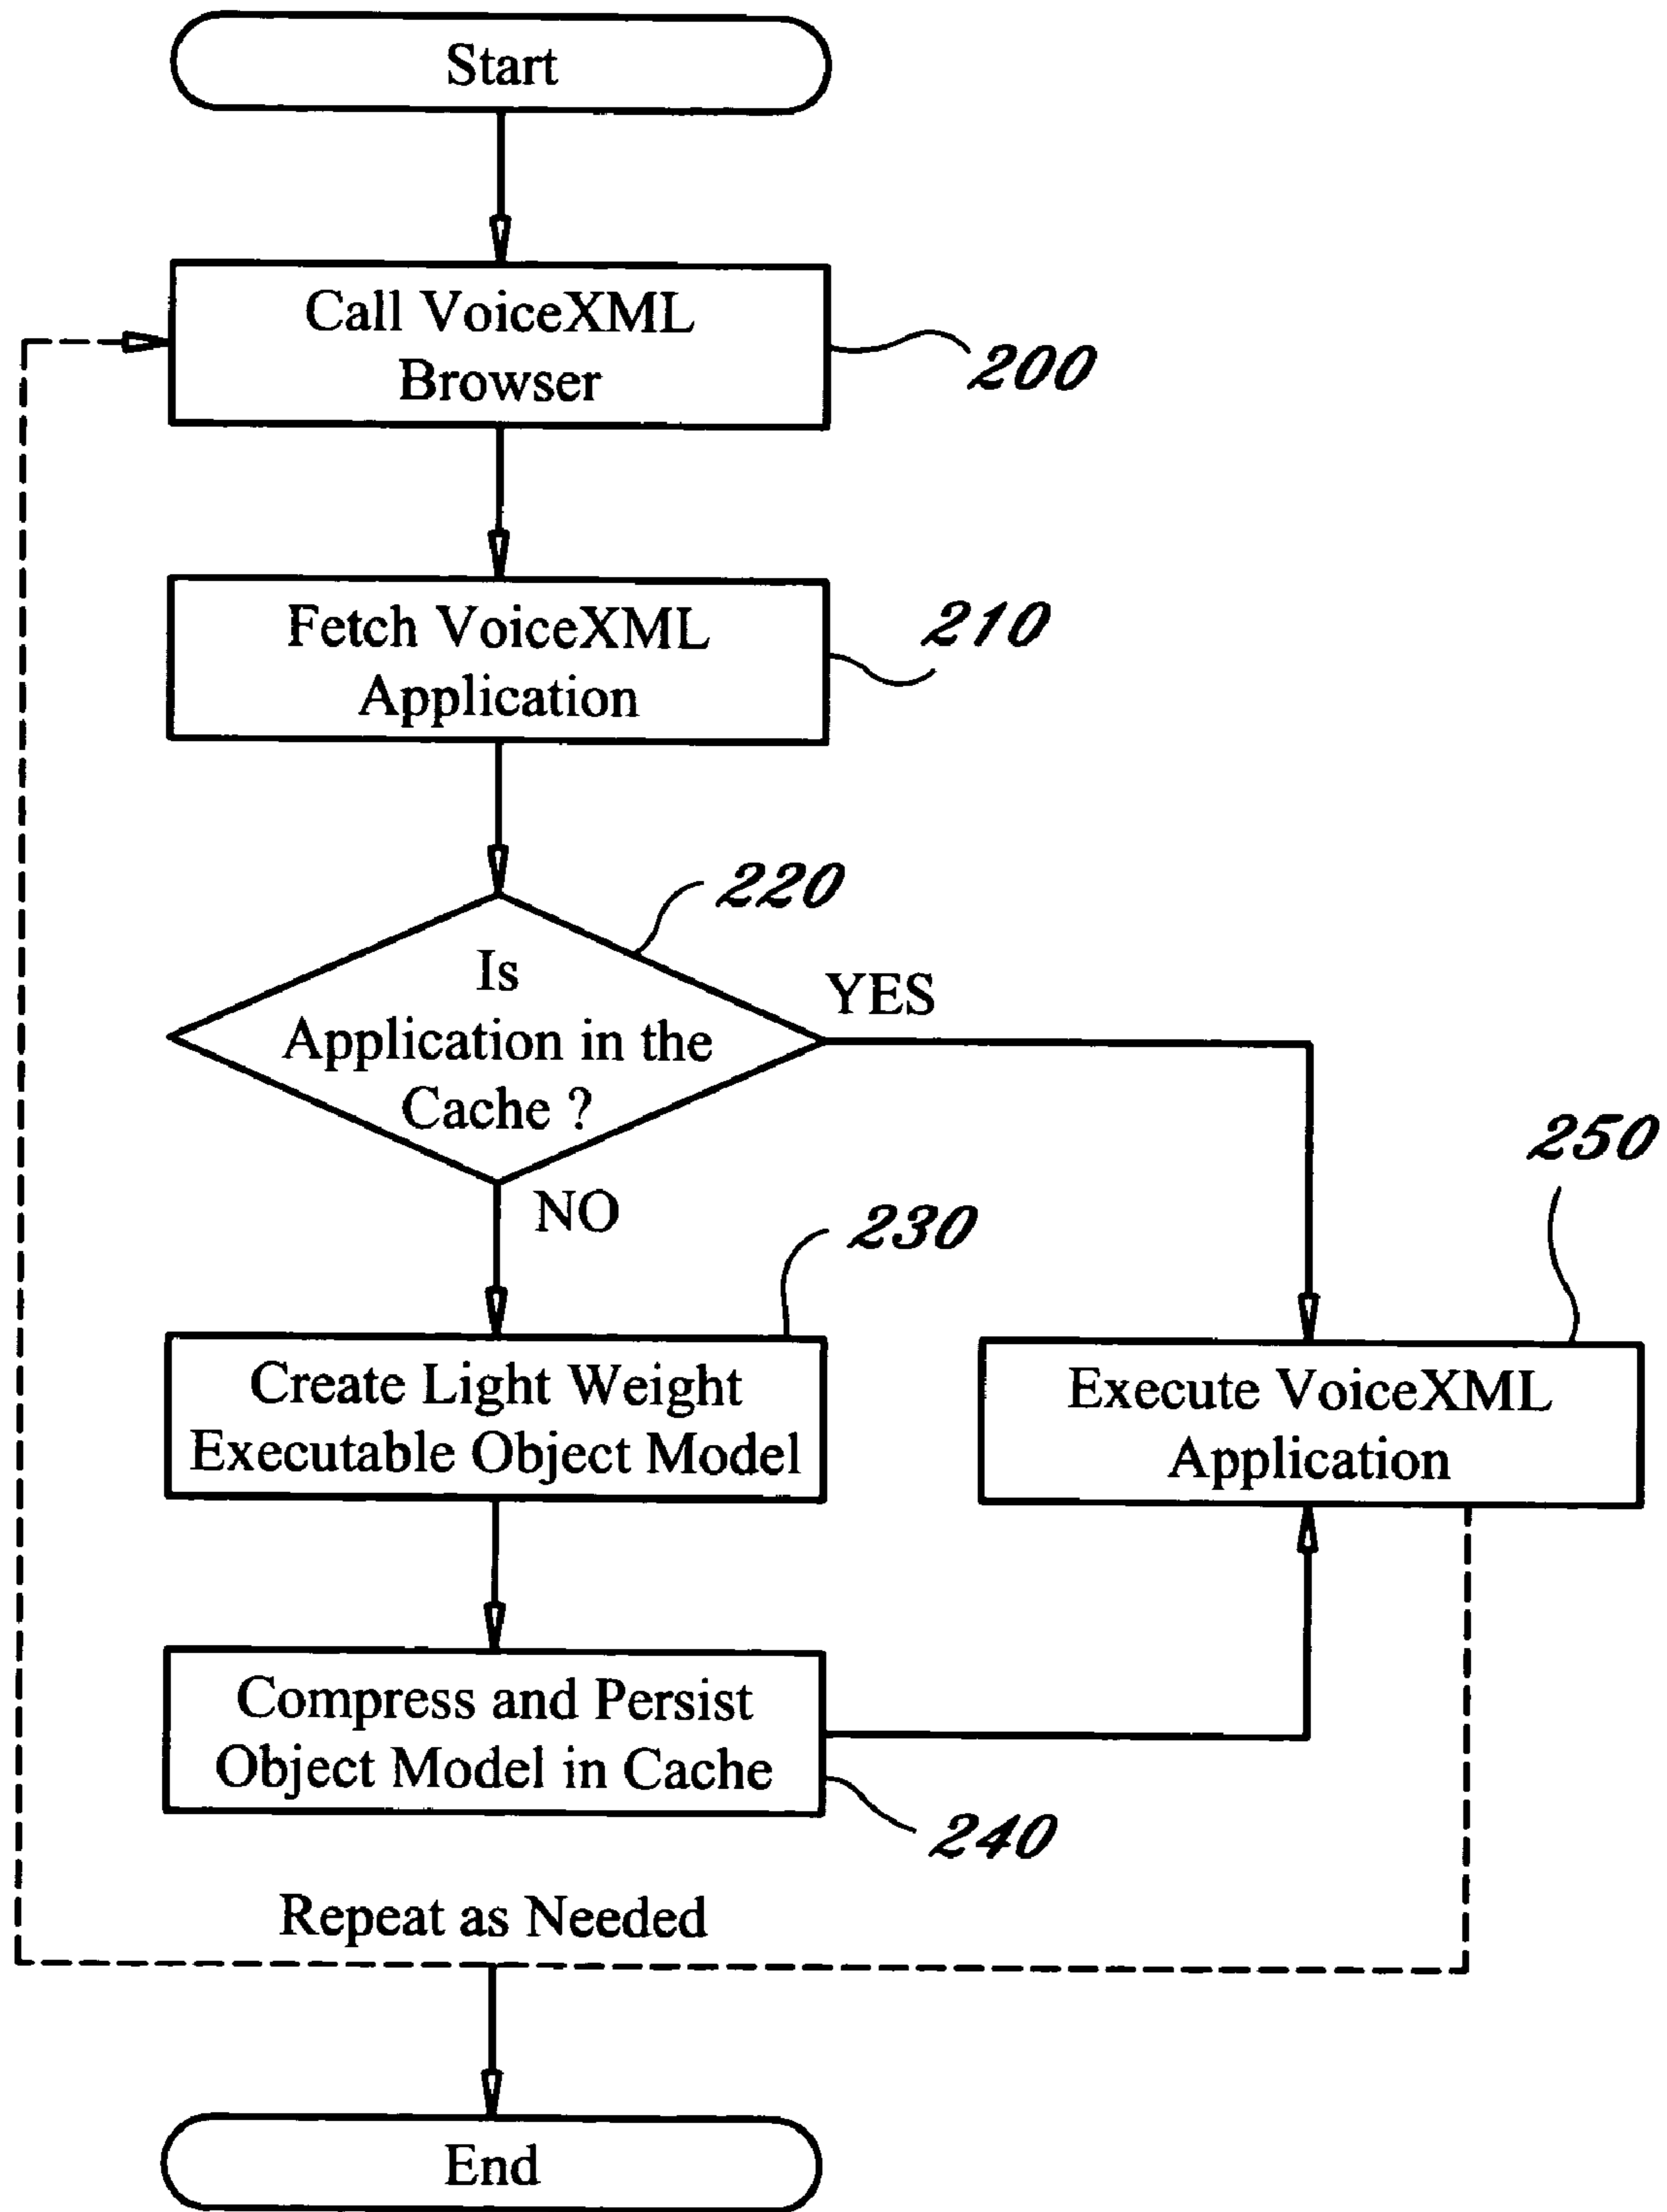 Start
Call VoiceXML
Browser
200
Fetch VoiceXML
Application
210
220
Is
Application in the
Cache ?
YES
NO
230
250
Create Light Weight
Executable Object Model
Execute VoiceXML
Application
Compress and Persist
Object Model in Cache
240
Repeat as Needed
End